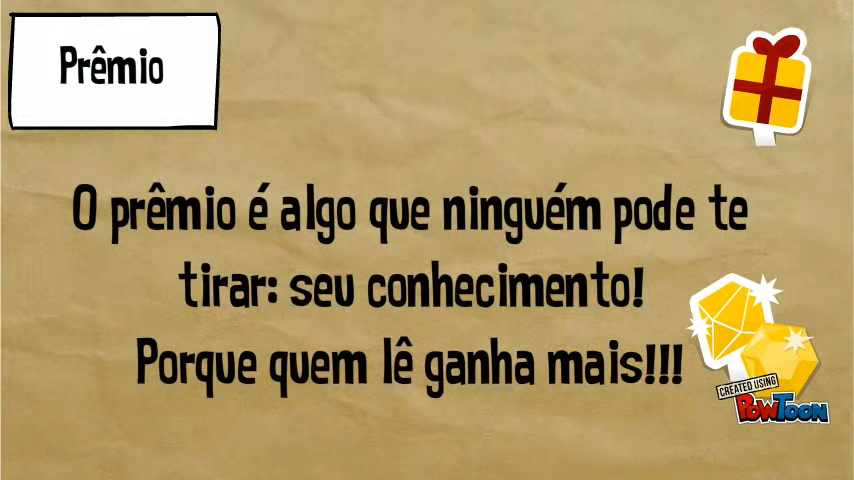 Prêmio
O prêmio é algo que ninguém pode te
tirar: seu conhecimento!
Porque quem lê ganha mais!!!
CREATED USING
POWTOON